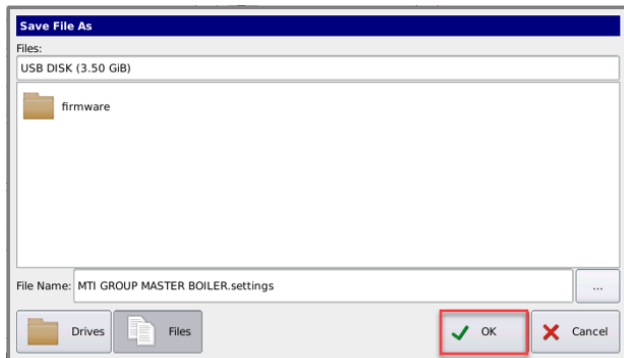 Save File As
Files:
USB DISK (3.50 GiB)
firmware
File Name: MTI GROUP MASTER BOILER.settings ...
Drives Files OK Cancel